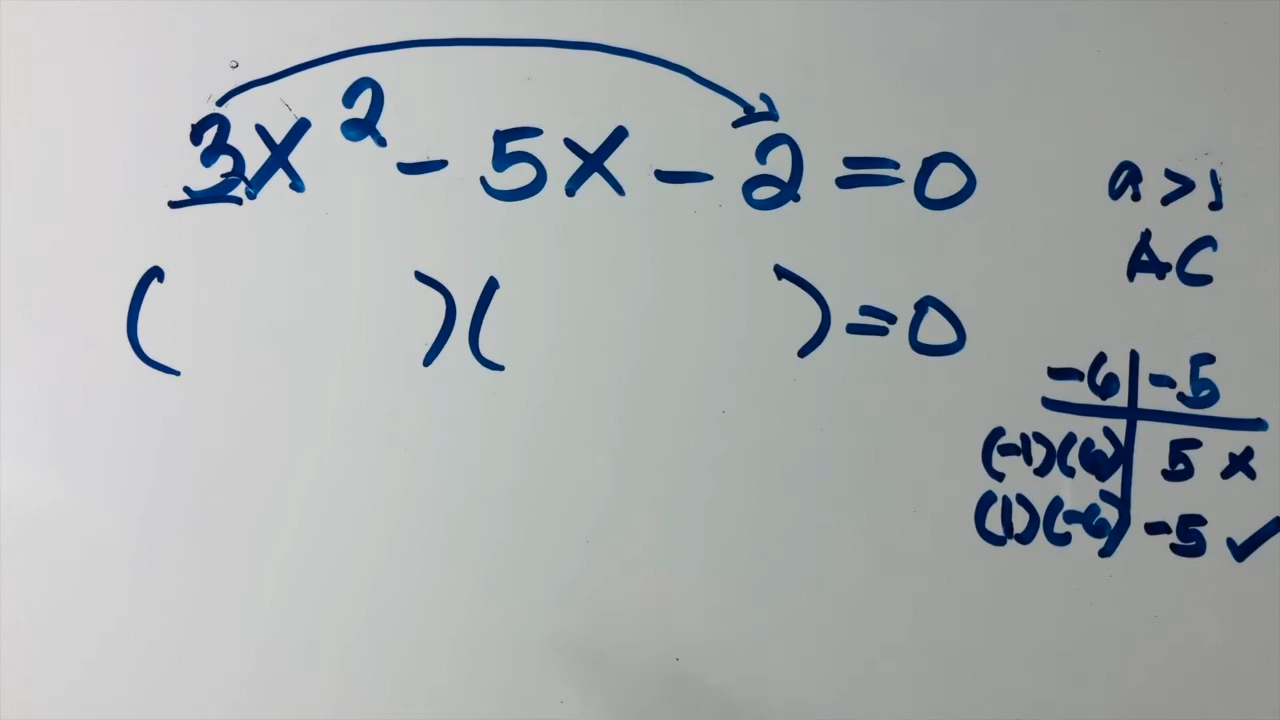 3x² - 5x - 2 = 0
a > 1
AC
(      )(      ) = 0
-6 | -5
(-1)(6) | 5 x
(1)(-6) | -5 ✓